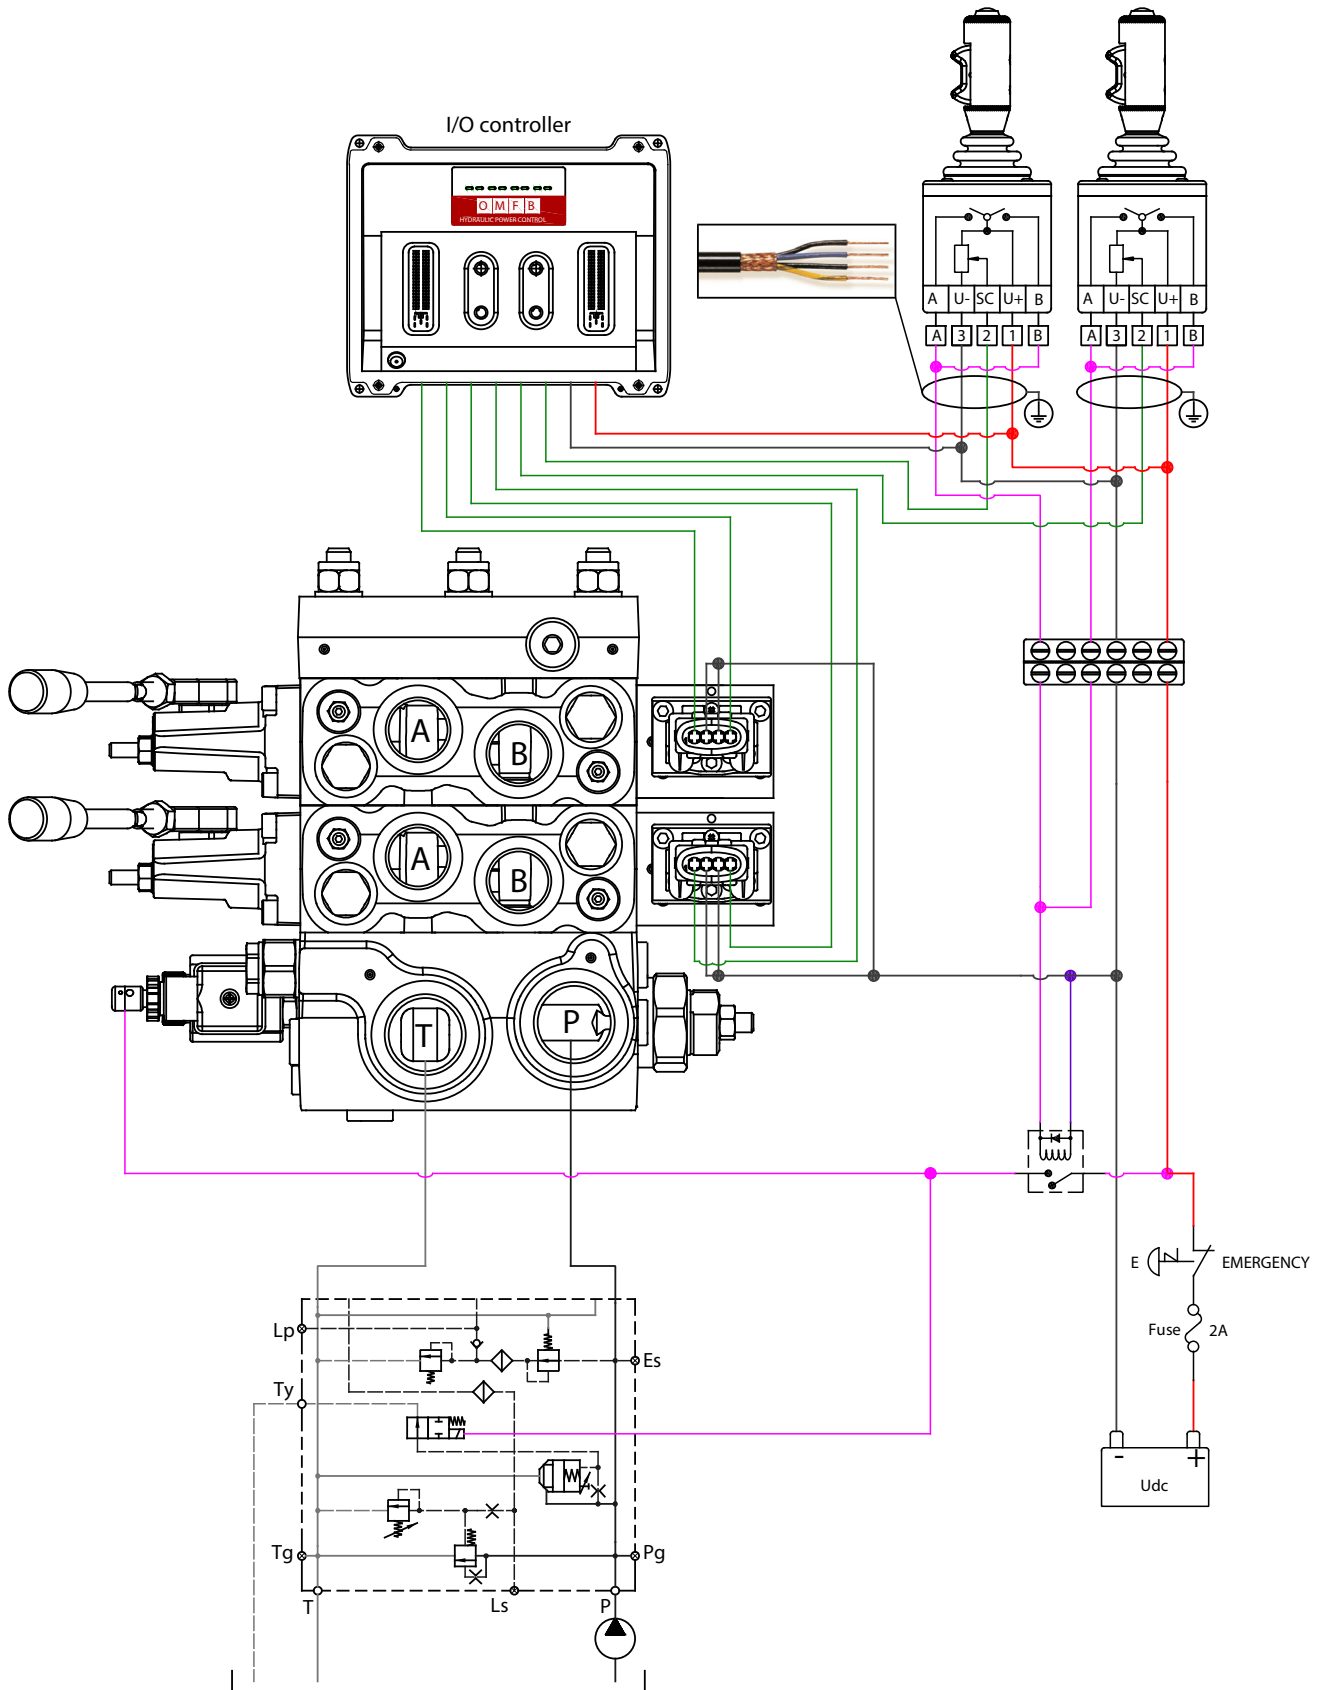 I/O controller
O M F B
HYDRAULIC POWER CONTROL
A U- SC U+ B
A 3 2 1 B
A U- SC U+ B
A 3 2 1 B
A
B
A
B
T
P
E
EMERGENCY
Fuse
2A
- +
Udc
Lp
Es
Ty
Tg
Pg
T
Ls
P